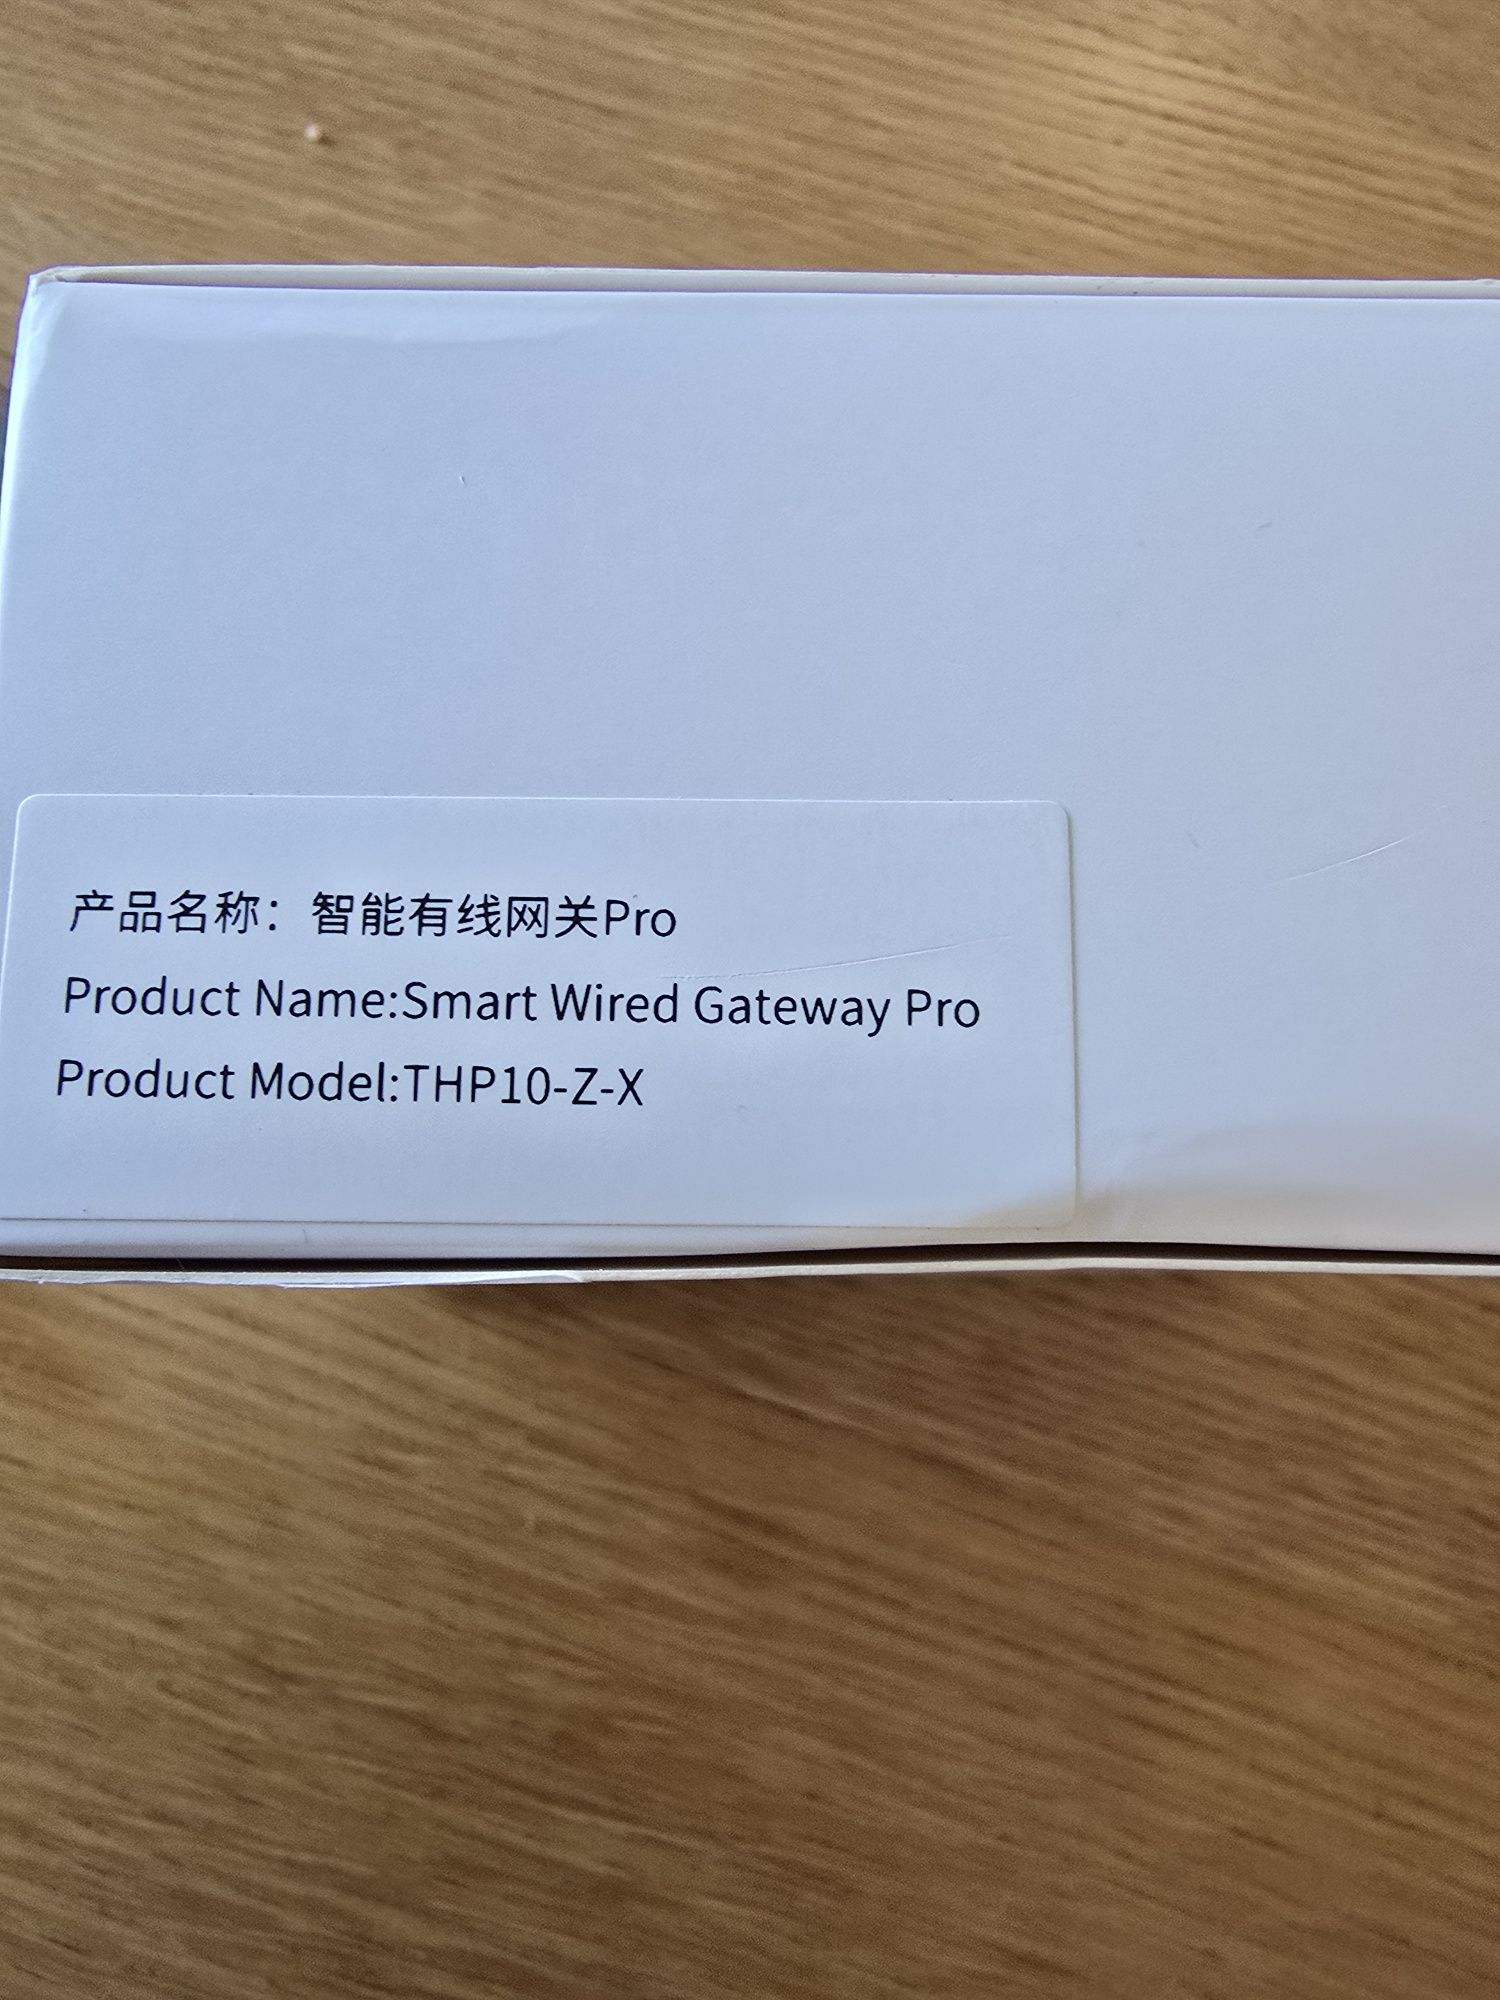 产品名称：智能有线网关Pro
Product Name:Smart Wired Gateway Pro
Product Model:THP10-Z-X